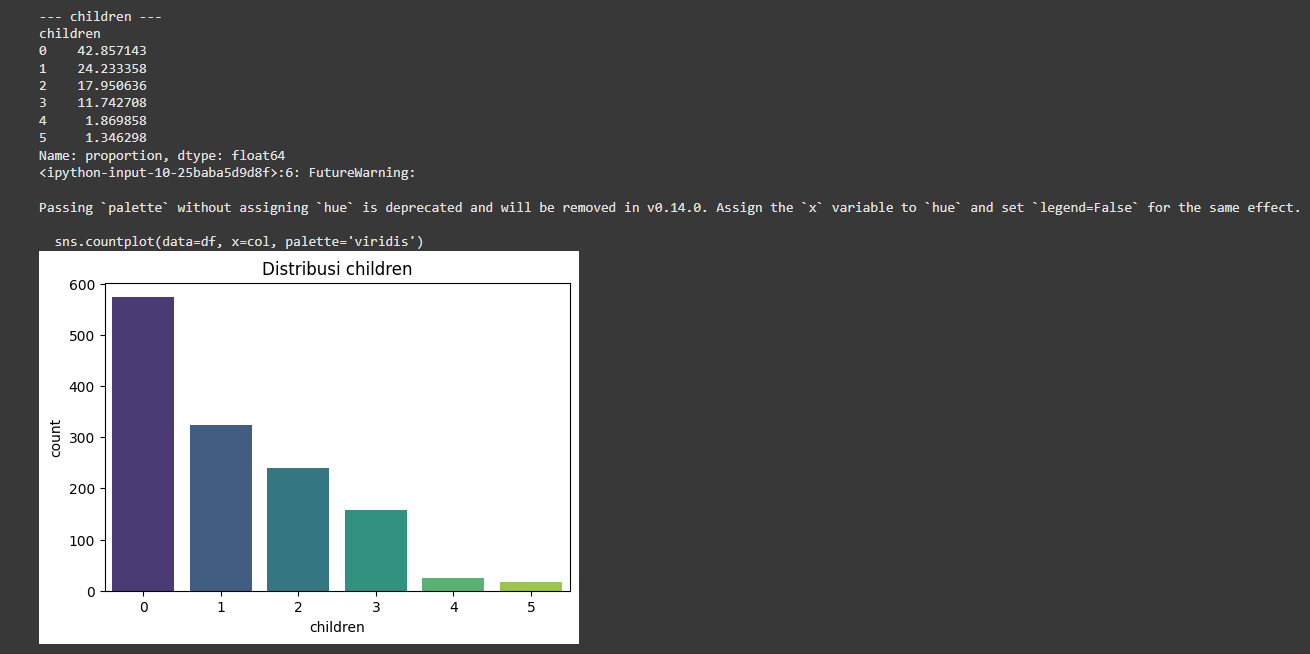 --- children ---
children
0    42.857143
1    24.233358
2    17.950636
3    11.742708
4     1.869858
5     1.346298
Name: proportion, dtype: float64
<ipython-input-10-25baba5d9d8f>:6: FutureWarning:

Passing `palette` without assigning `hue` is deprecated and will be removed in v0.14.0. Assign the `x` variable to `hue` and set `legend=False` for the same effect.

  sns.countplot(data=df, x=col, palette='viridis')
Distribusi children
600
500
400
300
200
100
0
count
0 1 2 3 4 5
children